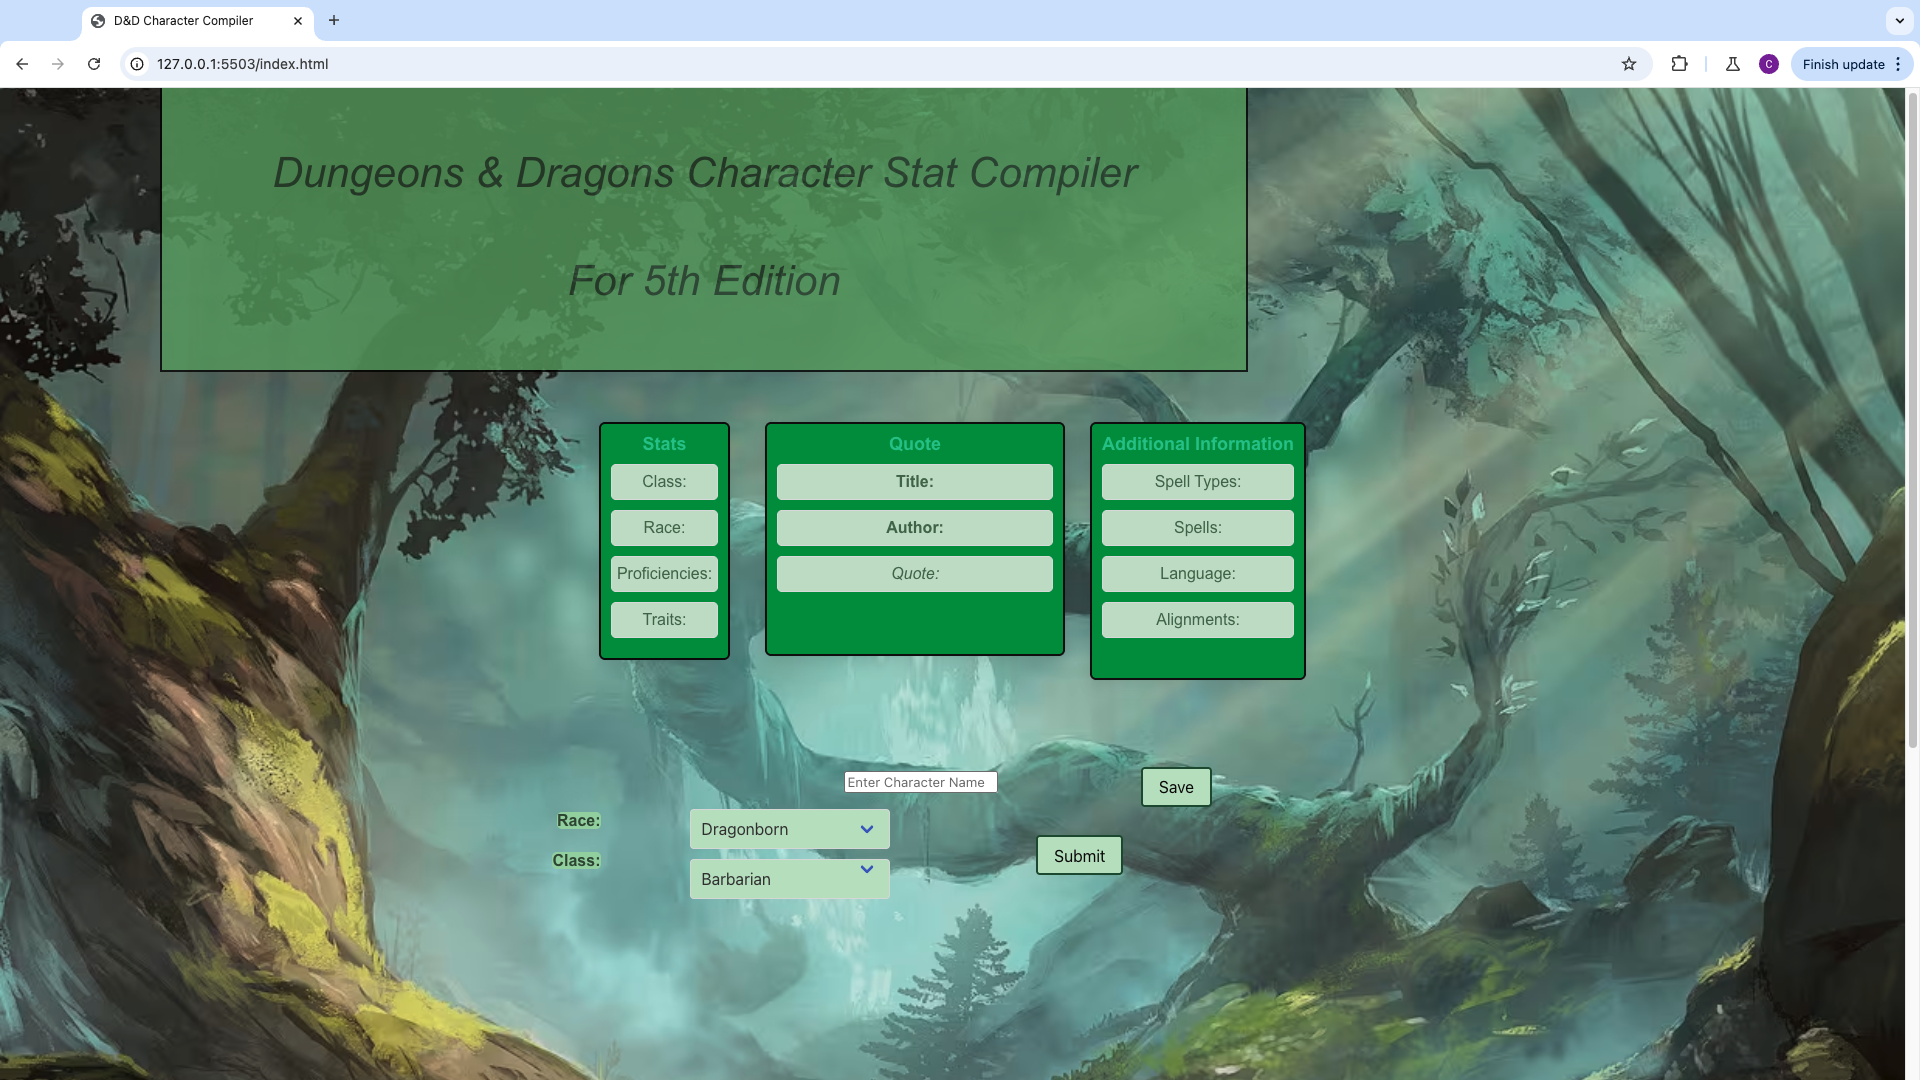 D&D Character Compiler
127.0.0.1:5503/index.html
C
Finish update
Dungeons & Dragons Character Stat Compiler
For 5th Edition
Stats
Class:
Race:
Proficiencies:
Traits:
Quote
Title:
Author:
Quote:
Additional Information
Spell Types:
Spells:
Language:
Alignments:
Enter Character Name
Save
Race:
Dragonborn
Class:
Barbarian
Submit